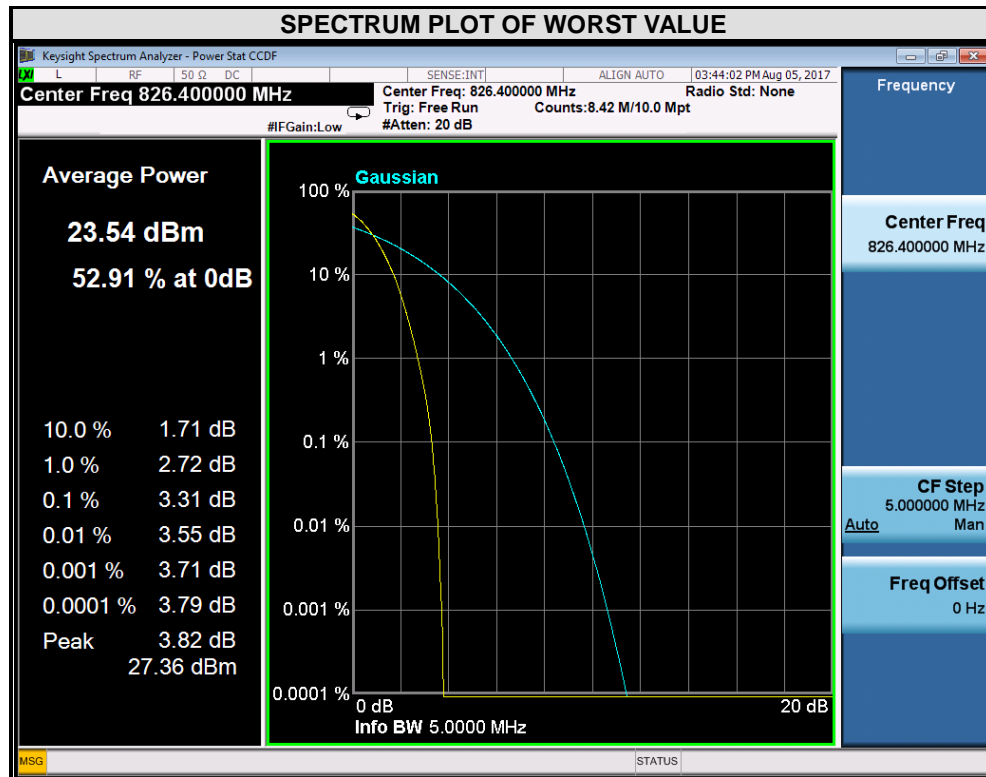 SPECTRUM PLOT OF WORST VALUE
Keysight Spectrum Analyzer - Power Stat CCDF
LXI L RF 50 Ω DC SENSE:INT ALIGN AUTO 03:44:02 PM Aug 05, 2017
Center Freq 826.400000 MHz
Center Freq: 826.400000 MHz Radio Std: None
Trig: Free Run Counts:8.42 M/10.0 Mpt
#IFGain:Low #Atten: 20 dB
Frequency
Average Power
23.54 dBm
52.91 % at 0dB
10.0 % 1.71 dB
1.0 % 2.72 dB
0.1 % 3.31 dB
0.01 % 3.55 dB
0.001 % 3.71 dB
0.0001 % 3.79 dB
Peak 3.82 dB
27.36 dBm
Gaussian
100 %
10 %
1 %
0.1 %
0.01 %
0.001 %
0.0001 %
0 dB 20 dB
Info BW 5.0000 MHz
Center Freq
826.400000 MHz
CF Step
5.000000 MHz
Auto Man
Freq Offset
0 Hz
MSG STATUS